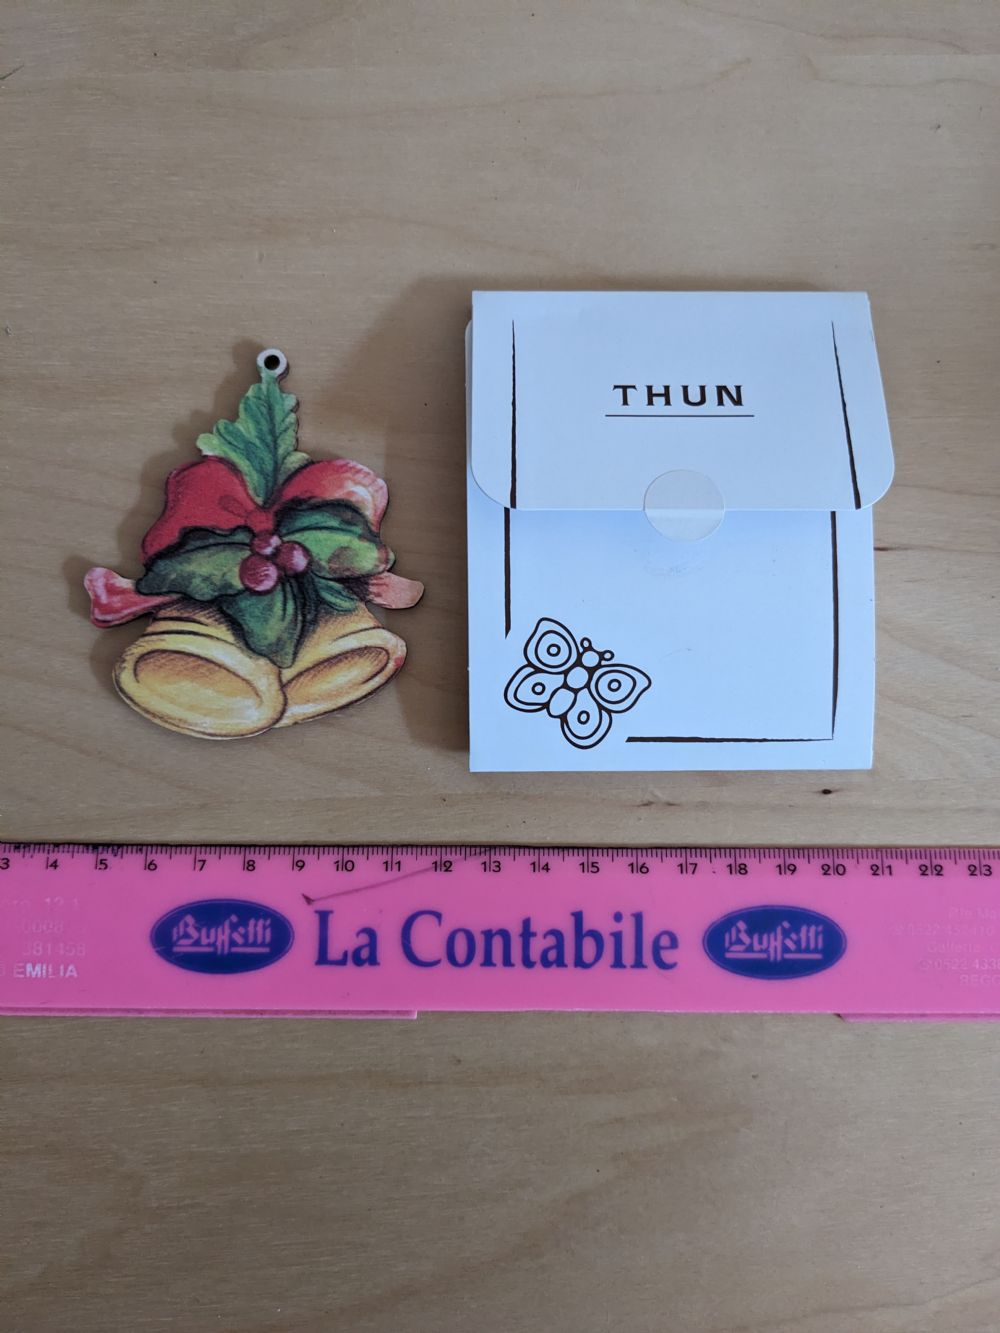 THUN
3 4 5 6 7 8 9 10 11 12 13 14 15 16 17 18 19 20 21 22 23
Buffetti La Contabile Buffetti
381458
EMILIA